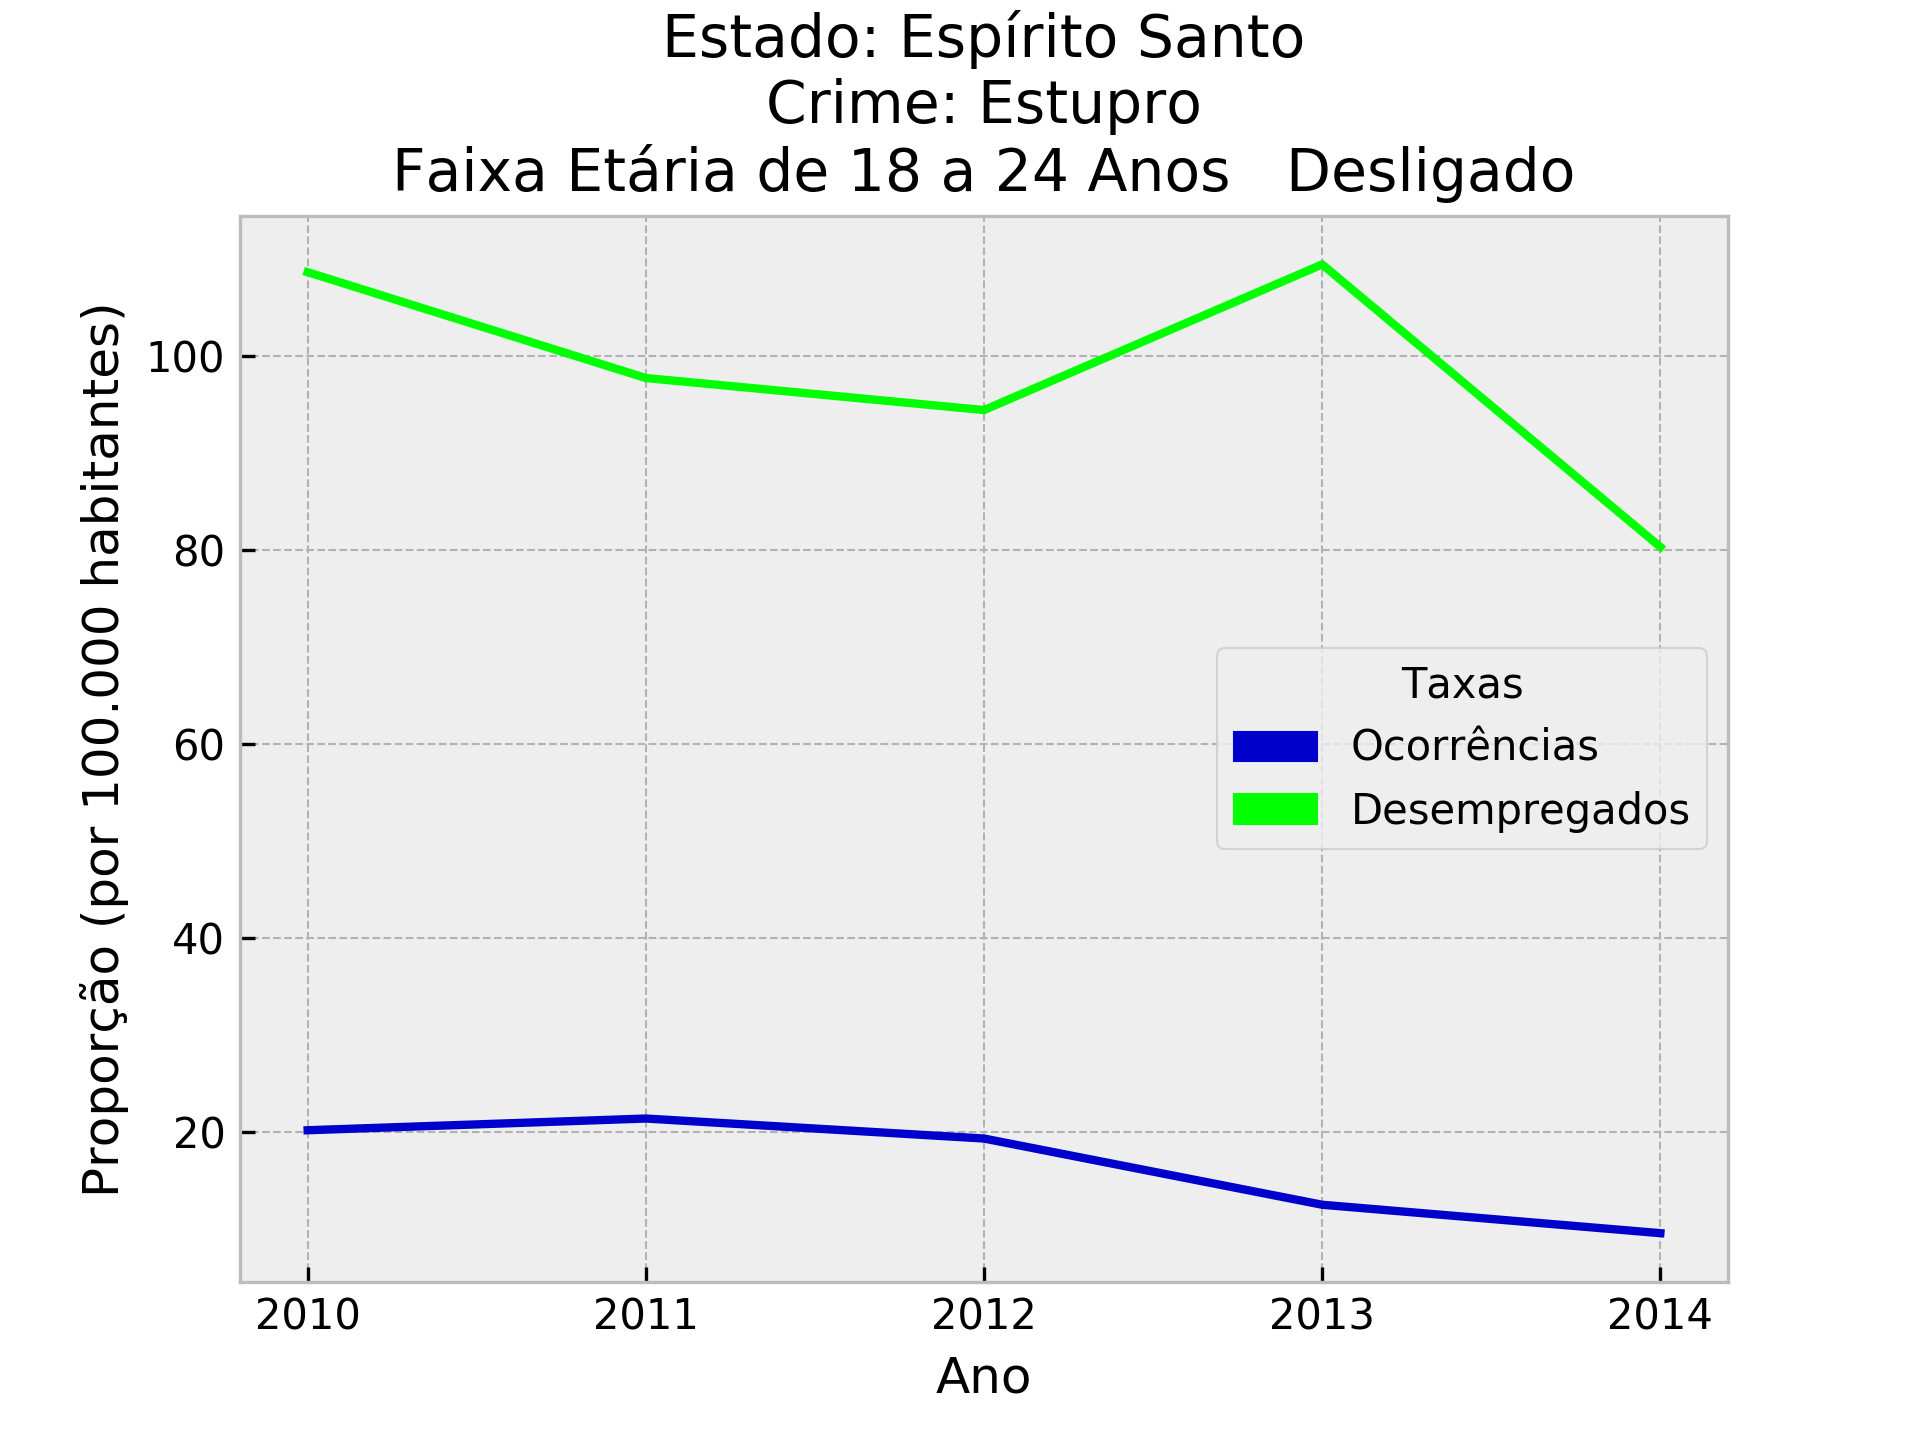 Estado: Espírito Santo
Crime: Estupro
Faixa Etária de 18 a 24 Anos   Desligado
Proporção (por 100.000 habitantes)
100
80
60
40
20
Taxas
Ocorrências
Desempregados
2010 2011 2012 2013 2014
Ano